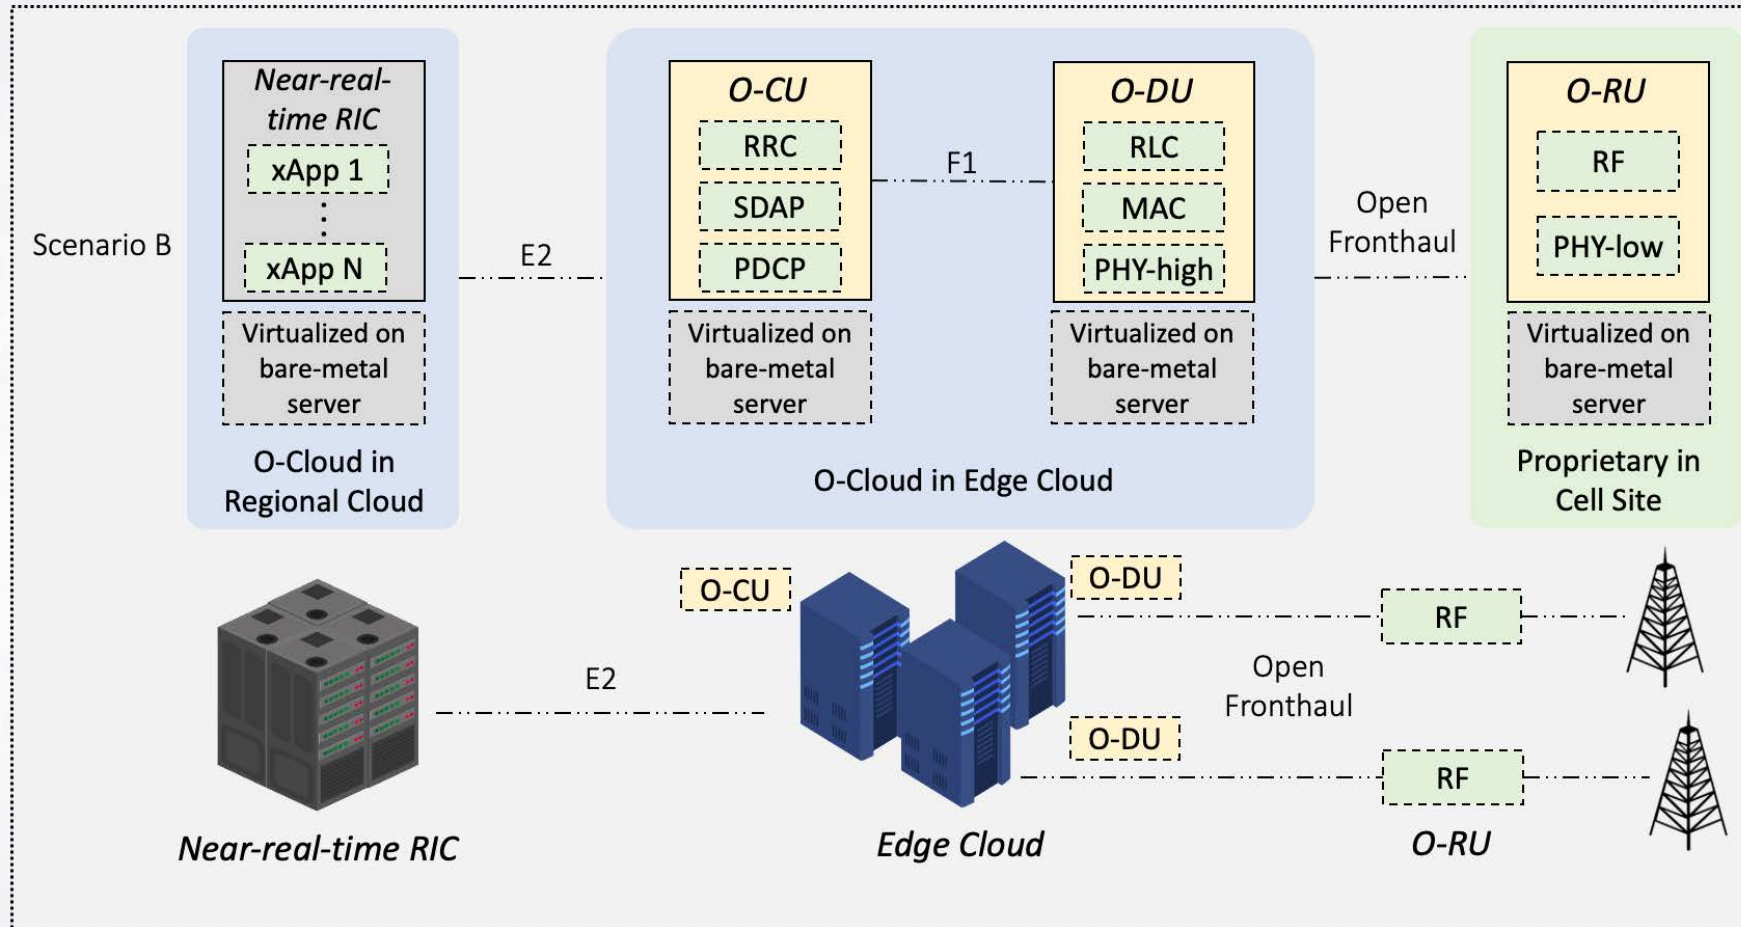 Scenario B
Near-real-
time RIC
xApp 1
xApp N
Virtualized on
bare-metal
server
O-Cloud in
Regional Cloud
E2
O-CU
RRC
SDAP
PDCP
Virtualized on
bare-metal
server
F1
O-DU
RLC
MAC
PHY-high
Virtualized on
bare-metal
server
O-Cloud in Edge Cloud
Open
Fronthaul
O-RU
RF
PHY-low
Virtualized on
bare-metal
server
Proprietary in
Cell Site
Near-real-time RIC
E2
O-CU
O-DU
O-DU
Edge Cloud
Open
Fronthaul
RF
RF
O-RU